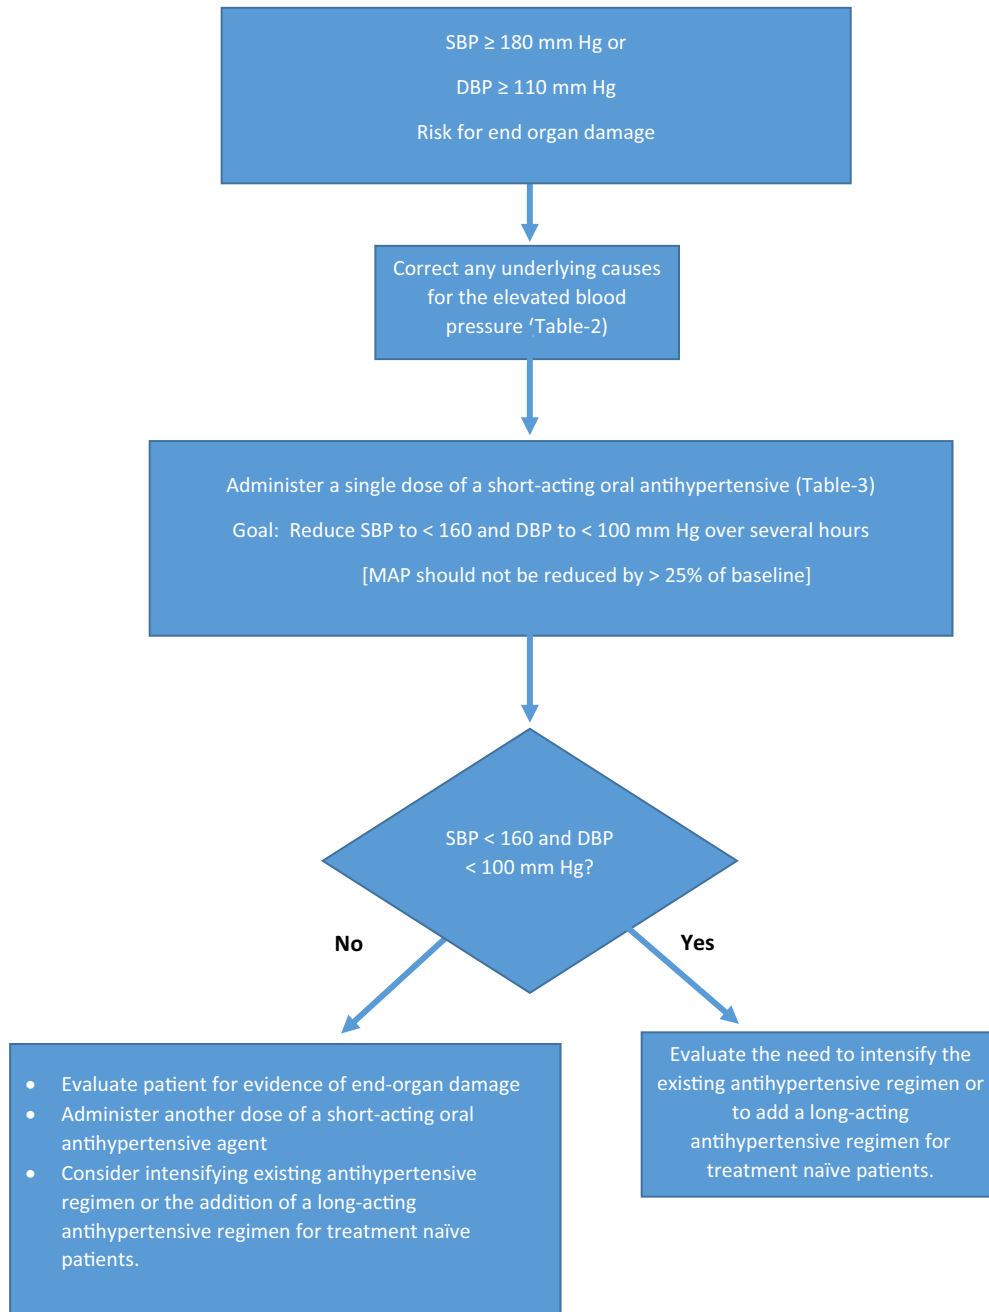 SBP ≥ 180 mm Hg or
DBP ≥ 110 mm Hg
Risk for end organ damage
Correct any underlying causes
for the elevated blood
pressure (Table-2)
Administer a single dose of a short-acting oral antihypertensive (Table-3)
Goal:  Reduce SBP to < 160 and DBP to < 100 mm Hg over several hours
[MAP should not be reduced by > 25% of baseline]
SBP < 160 and DBP
< 100 mm Hg?
No
Yes
• Evaluate patient for evidence of end-organ damage
• Administer another dose of a short-acting oral
antihypertensive agent
• Consider intensifying existing antihypertensive
regimen or the addition of a long-acting
antihypertensive regimen for treatment naïve
patients.
Evaluate the need to intensify the
existing antihypertensive regimen or
to add a long-acting
antihypertensive regimen for
treatment naïve patients.